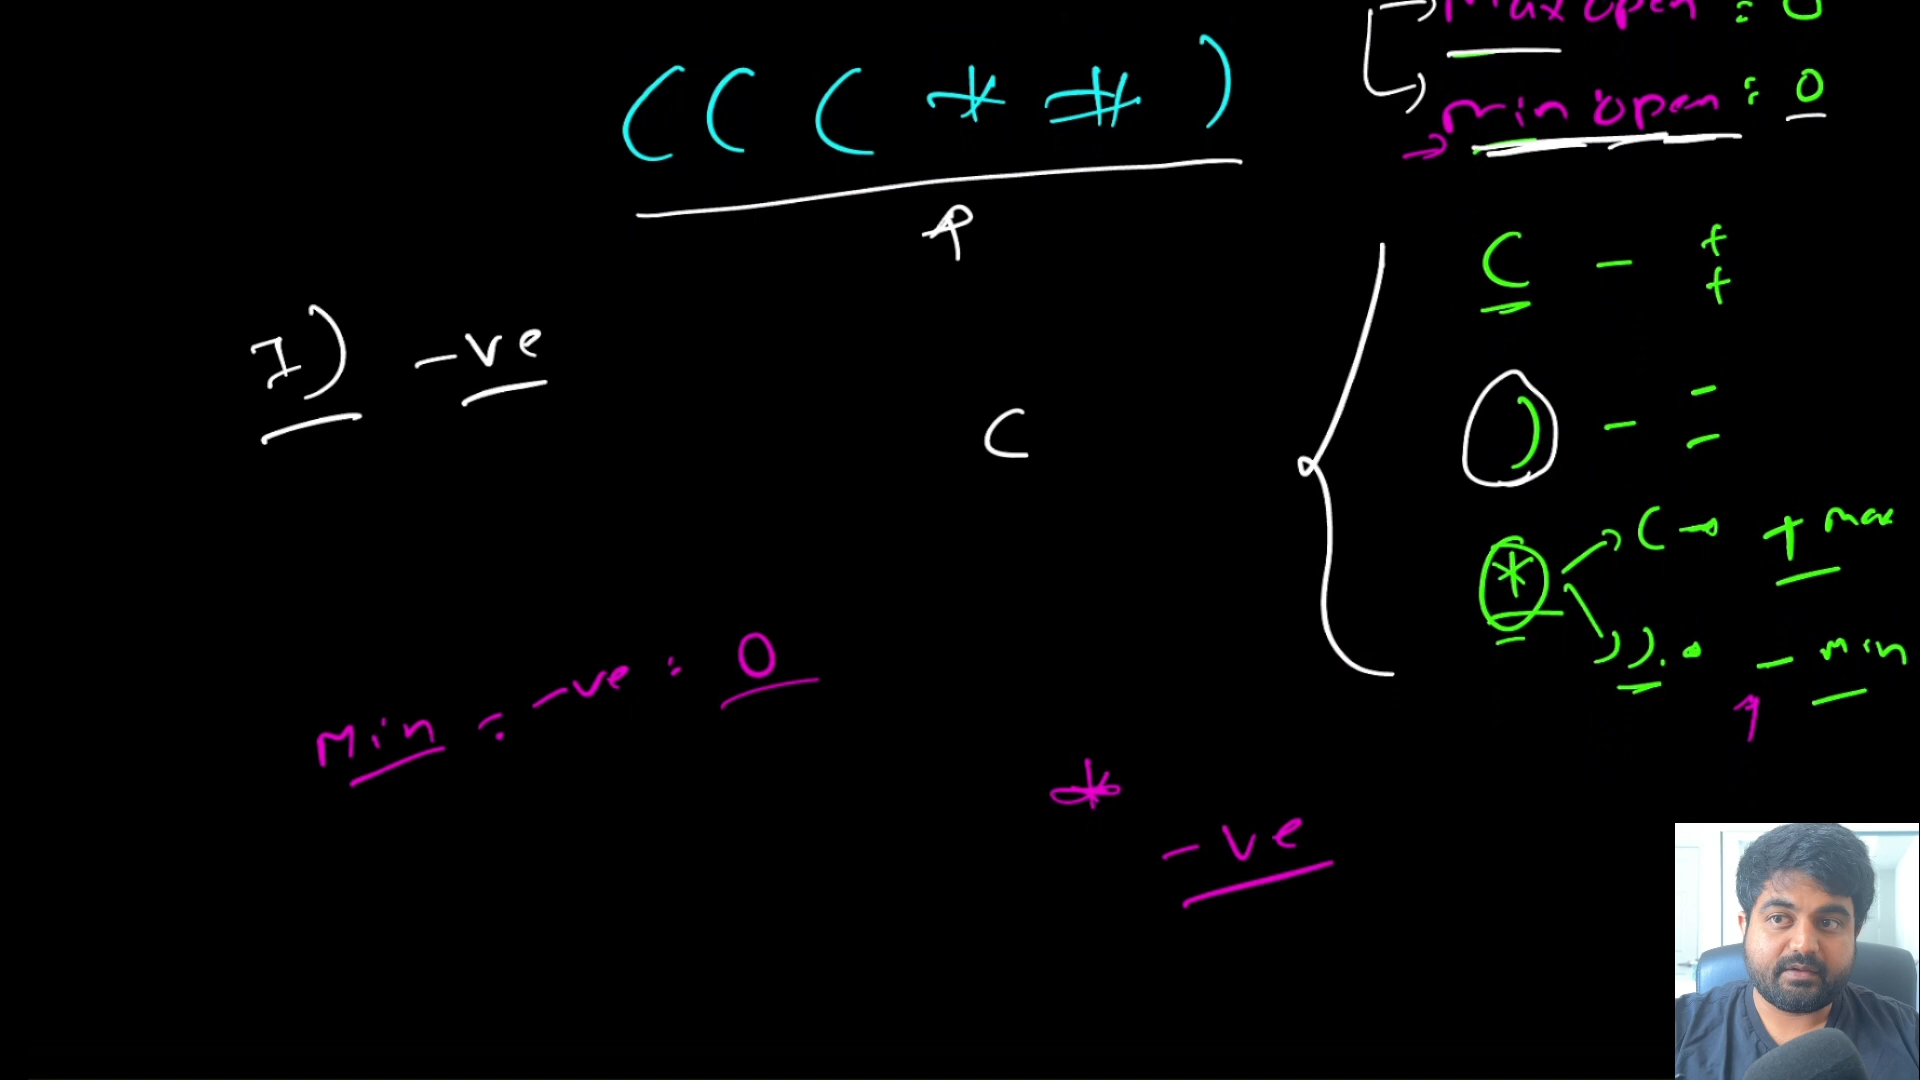 Max open : 0
( ( ( * * )
min open : 0
( - + +
1) -ve
) - - -
(
* ( → + max
) ) . - min
Min : -ve : 0
*
-ve